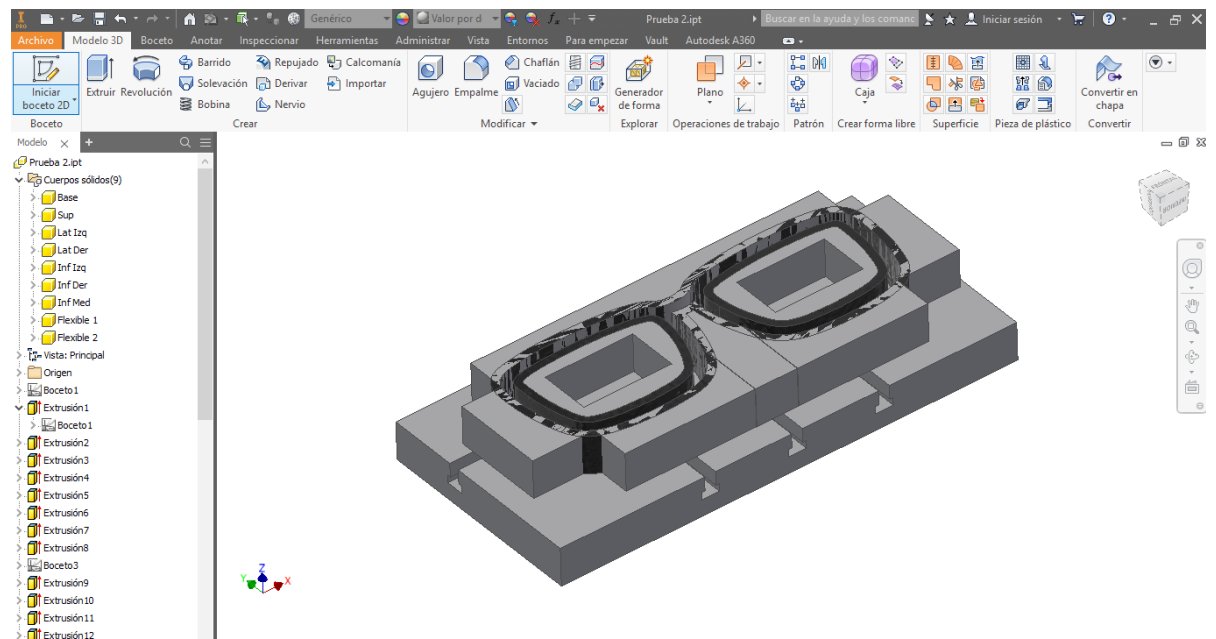 PRO
Genérico
Valor por d
Prueba 2.ipt
Buscar en la ayuda y los comanc
Iniciar sesión
Archivo Modelo 3D Boceto Anotar Inspeccionar Herramientas Administrar Vista Entornos Para empezar Vault Autodesk A360
Iniciar boceto 2D
Extruir
Revolución
Barrido
Solevación
Bobina
Repujado
Derivar
Nervio
Calcomanía
Importar
Agujero
Empalme
Chaflán
Vaciado
Generador de forma
Plano
Caja
Convertir en chapa
Boceto
Crear
Modificar
Explorar
Operaciones de trabajo
Patrón
Crear forma libre
Superficie
Pieza de plástico
Convertir
Modelo
Prueba 2.ipt
Cuerpos sólidos(9)
Base
Sup
Lat Izq
Lat Der
Inf Izq
Inf Der
Inf Med
Flexible 1
Flexible 2
Vista: Principal
Origen
Boceto1
Extrusión1
Boceto1
Extrusión2
Extrusión3
Extrusión4
Extrusión5
Extrusión6
Extrusión7
Extrusión8
Boceto3
Extrusión9
Extrusión10
Extrusión11
Extrusión12
Z
Y
X